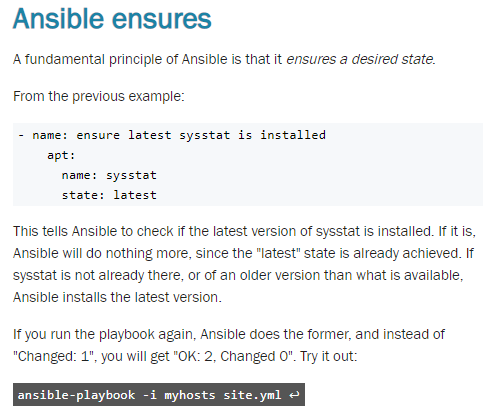 Ansible ensures
A fundamental principle of Ansible is that it ensures a desired state.
From the previous example:
- name: ensure latest sysstat is installed
    apt:
      name: sysstat
      state: latest
This tells Ansible to check if the latest version of sysstat is installed. If it is,
Ansible will do nothing more, since the "latest" state is already achieved. If
sysstat is not already there, or of an older version than what is available,
Ansible installs the latest version.
If you run the playbook again, Ansible does the former, and instead of
"Changed: 1", you will get "OK: 2, Changed 0". Try it out:
ansible-playbook -i myhosts site.yml ↩